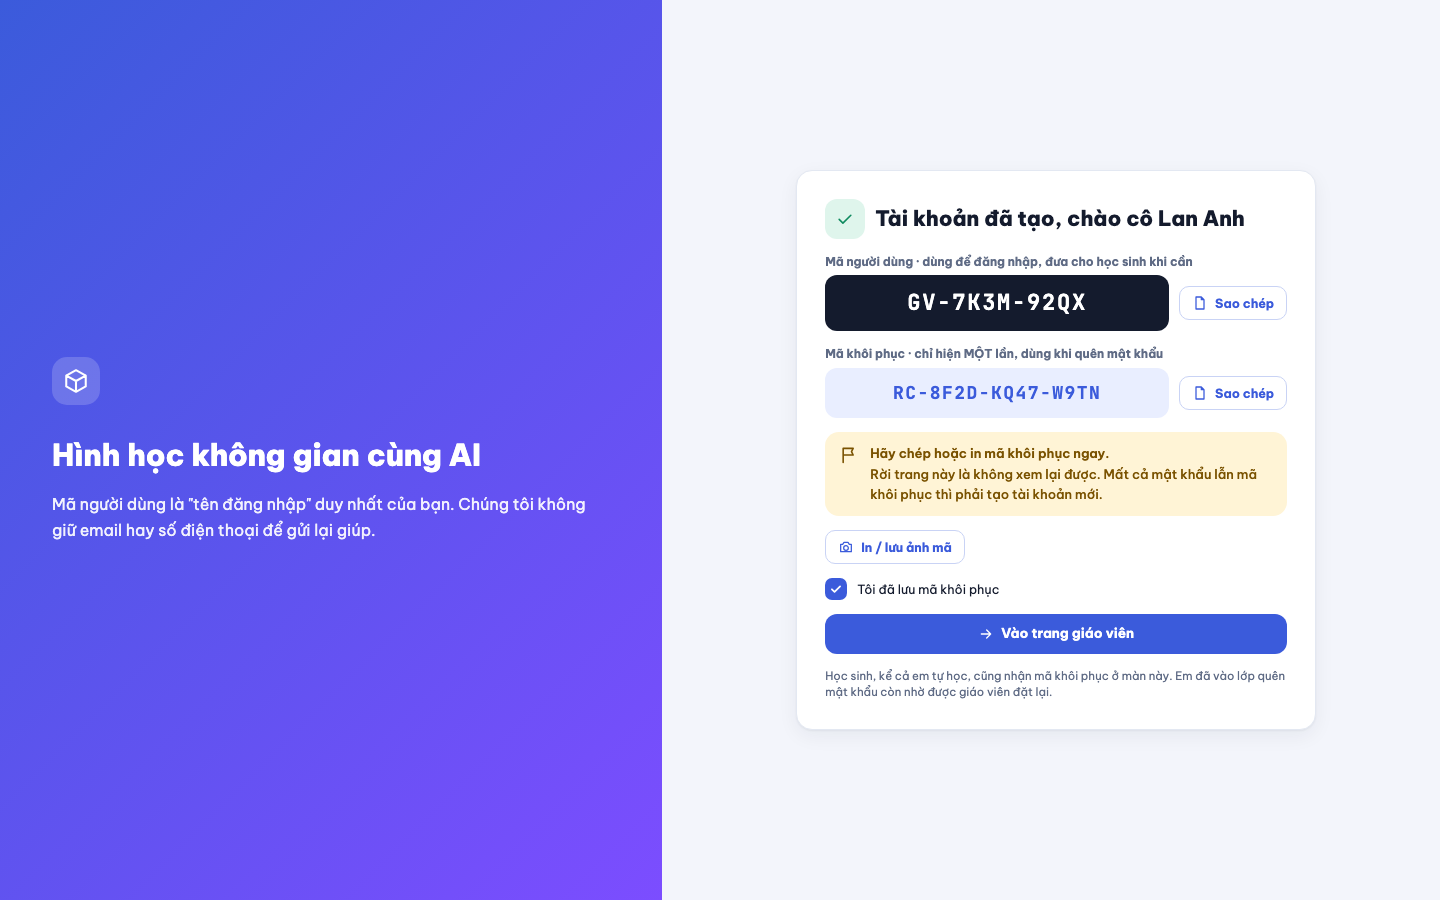 Hình học không gian cùng AI
Mã người dùng là "tên đăng nhập" duy nhất của bạn. Chúng tôi không
giữ email hay số điện thoại để gửi lại giúp.
Tài khoản đã tạo, chào cô Lan Anh
Mã người dùng · dùng để đăng nhập, đưa cho học sinh khi cần
GV-7K3M-92QX
Sao chép
Mã khôi phục · chỉ hiện MỘT lần, dùng khi quên mật khẩu
RC-8F2D-KQ47-W9TN
Sao chép
Hãy chép hoặc in mã khôi phục ngay.
Rời trang này là không xem lại được. Mất cả mật khẩu lẫn mã
khôi phục thì phải tạo tài khoản mới.
In / lưu ảnh mã
Tôi đã lưu mã khôi phục
Vào trang giáo viên
Học sinh, kể cả em tự học, cũng nhận mã khôi phục ở màn này. Em đã vào lớp quên
mật khẩu còn nhờ được giáo viên đặt lại.